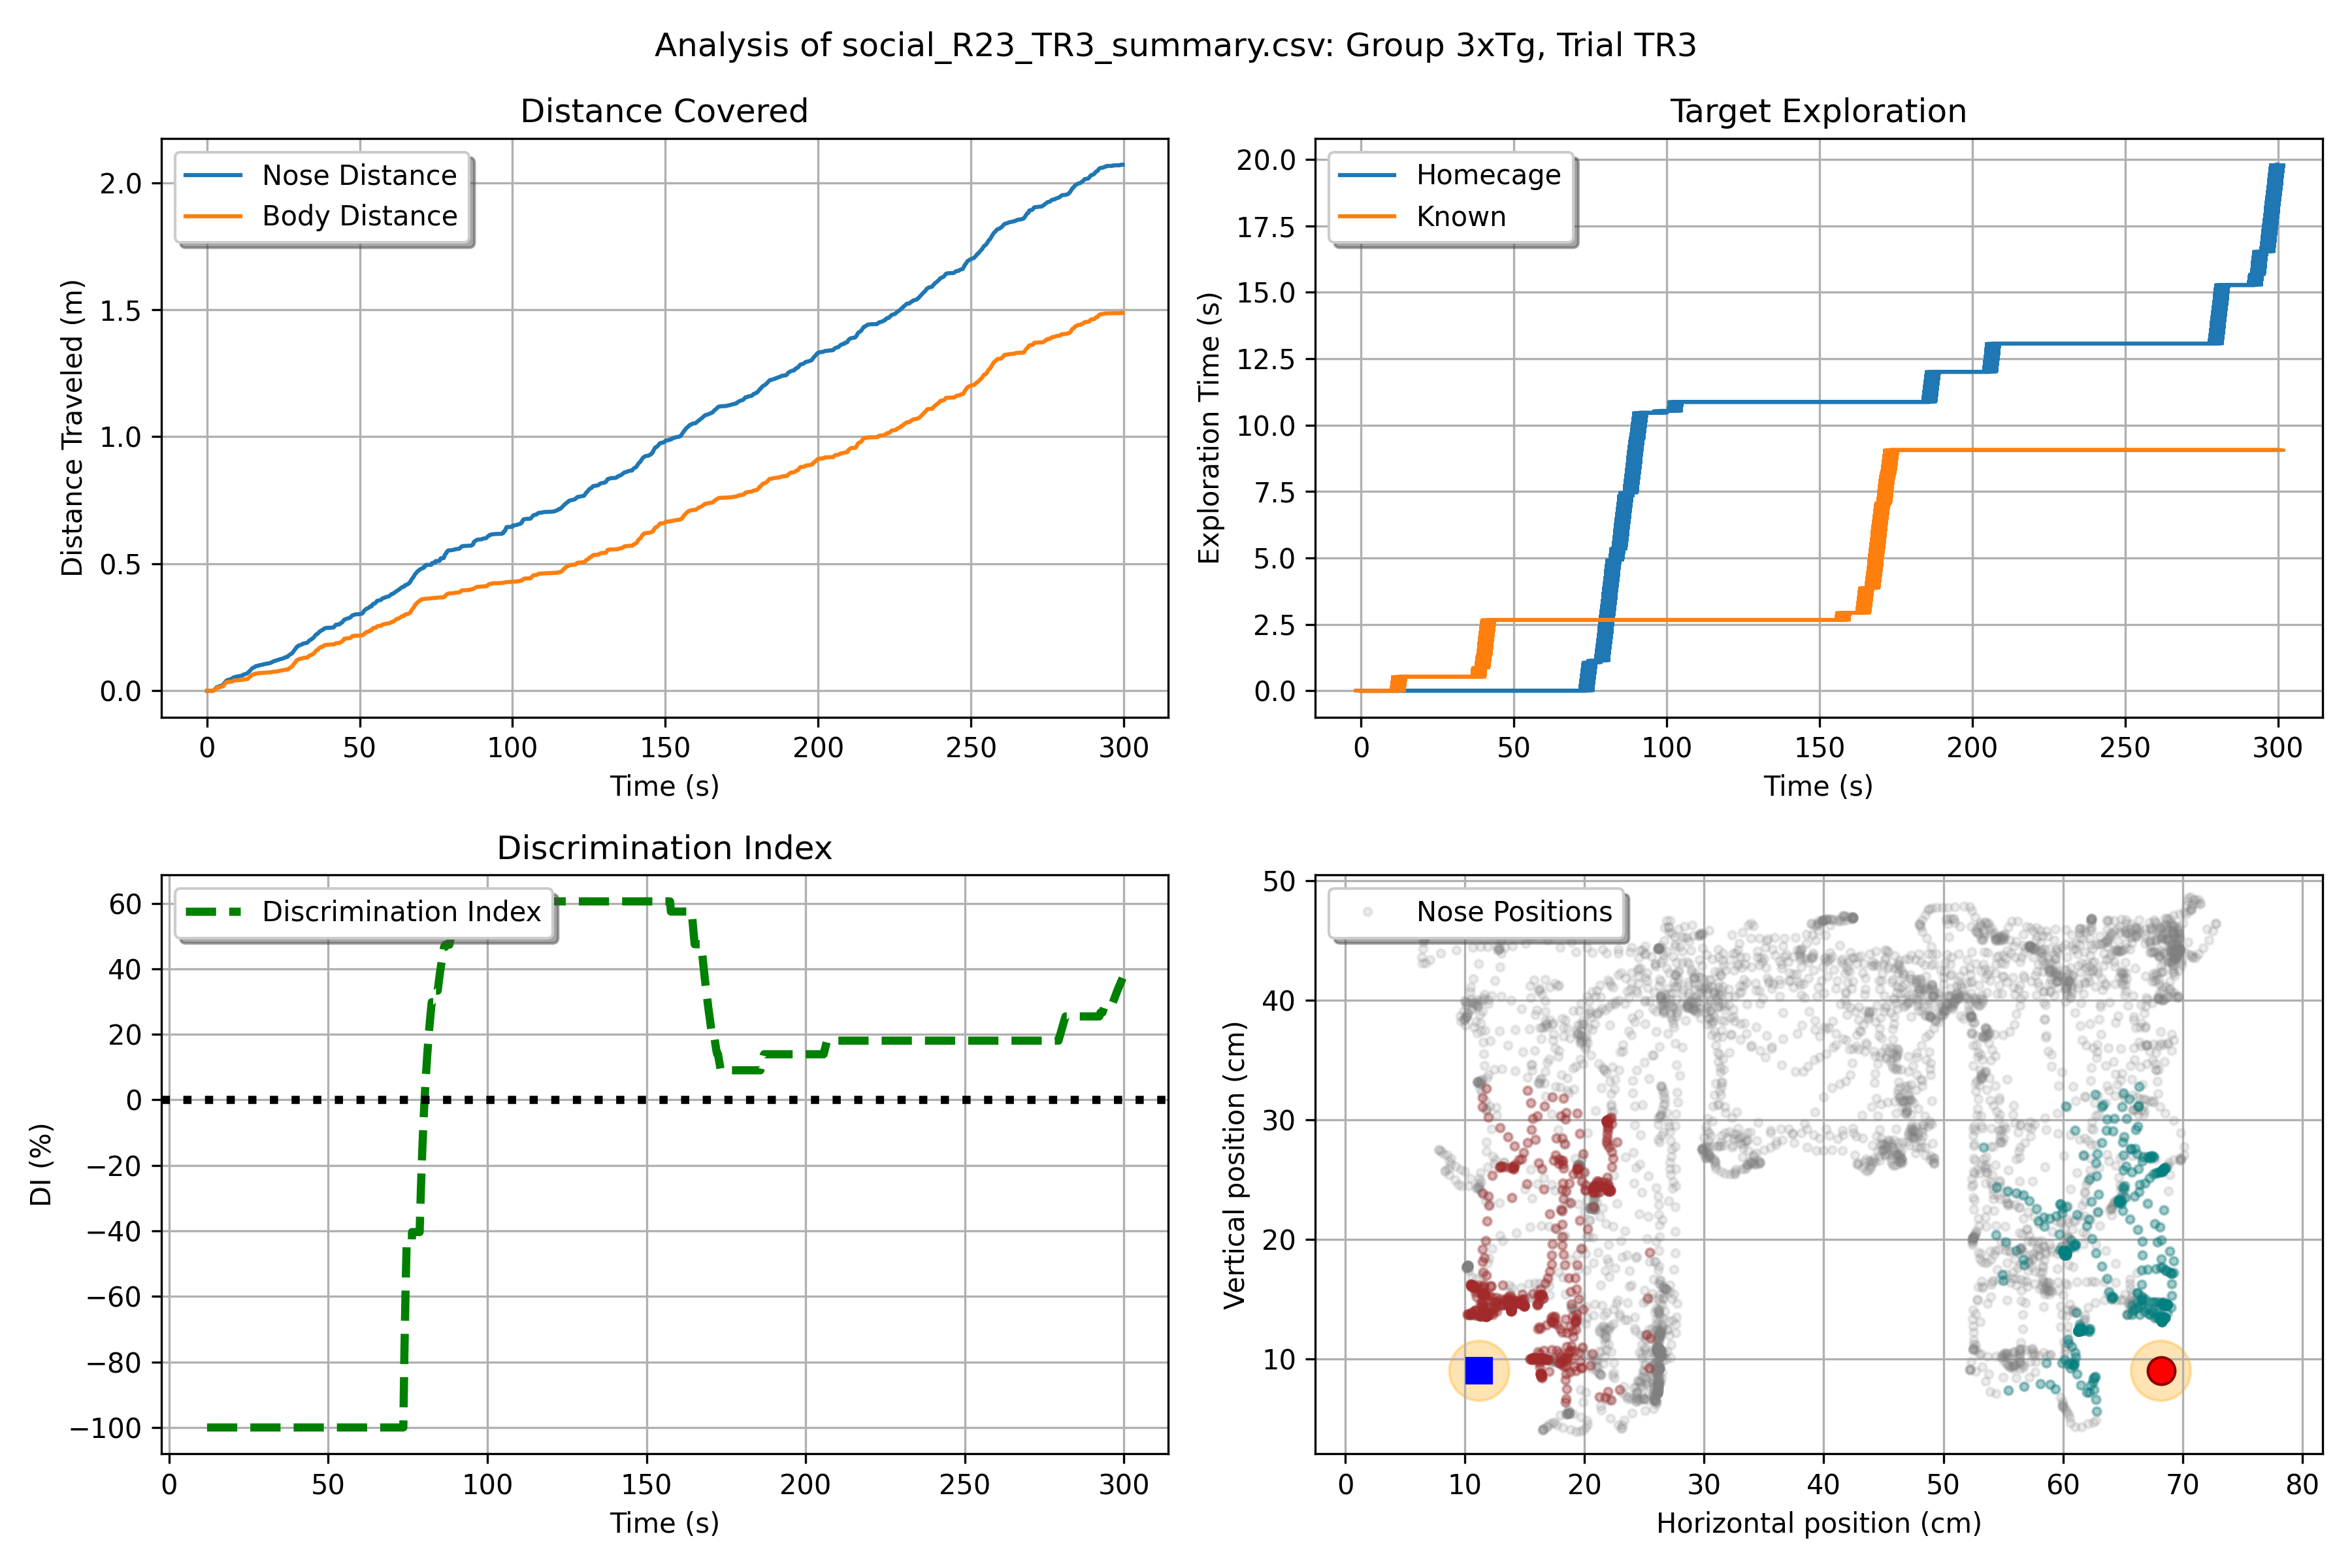 Analysis of social_R23_TR3_summary.csv: Group 3xTg, Trial TR3
Distance Covered
Nose Distance
Body Distance
Distance Traveled (m)
2.0
1.5
1.0
0.5
0.0
0 50 100 150 200 250 300
Time (s)
Target Exploration
Homecage
Known
Exploration Time (s)
20.0
17.5
15.0
12.5
10.0
7.5
5.0
2.5
0.0
0 50 100 150 200 250 300
Time (s)
Discrimination Index
Discrimination Index
DI (%)
60
40
20
0
−20
−40
−60
−80
−100
0 50 100 150 200 250 300
Time (s)
Nose Positions
Vertical position (cm)
50
40
30
20
10
0 10 20 30 40 50 60 70 80
Horizontal position (cm)